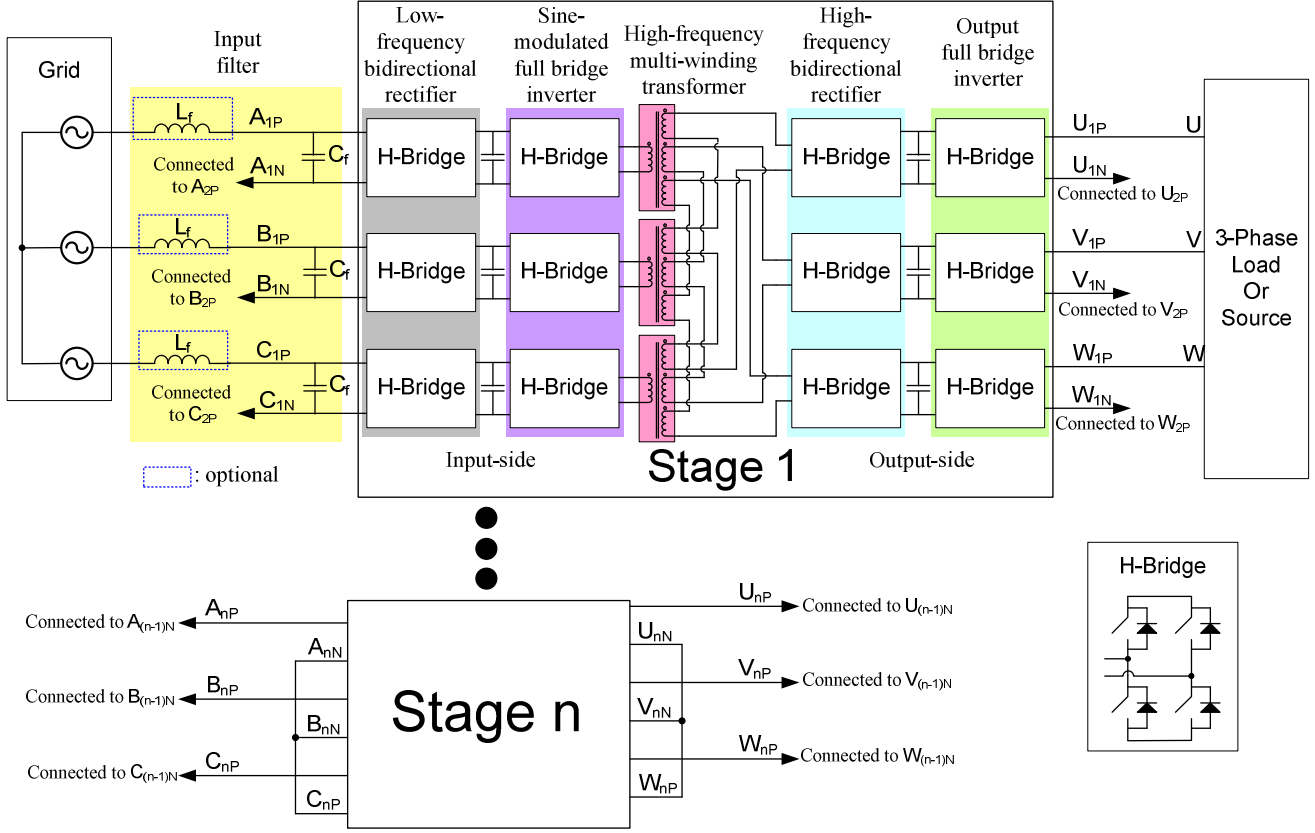 Grid
Input
filter
Low-
frequency
bidirectional
rectifier
Sine-
modulated
full bridge
inverter
High-frequency
multi-winding
transformer
High-
frequency
bidirectional
rectifier
Output
full bridge
inverter
Lf
A1P
Cf
Connected
to A2P
A1N
H-Bridge
H-Bridge
H-Bridge
H-Bridge
U1P
U
U1N
Connected to U2P
Lf
B1P
Cf
Connected
to B2P
B1N
H-Bridge
H-Bridge
H-Bridge
H-Bridge
V1P
V
V1N
Connected to V2P
3-Phase
Load
Or
Source
Lf
C1P
Cf
Connected
to C2P
C1N
H-Bridge
H-Bridge
H-Bridge
H-Bridge
W1P
W
W1N
Connected to W2P
: optional
Input-side
Stage 1
Output-side
Connected to A(n-1)N
AnP
AnN
Connected to B(n-1)N
BnP
BnN
Connected to C(n-1)N
CnP
CnP
Stage n
UnP
Connected to U(n-1)N
UnN
VnP
Connected to V(n-1)N
VnN
WnP
Connected to W(n-1)N
WnP
H-Bridge